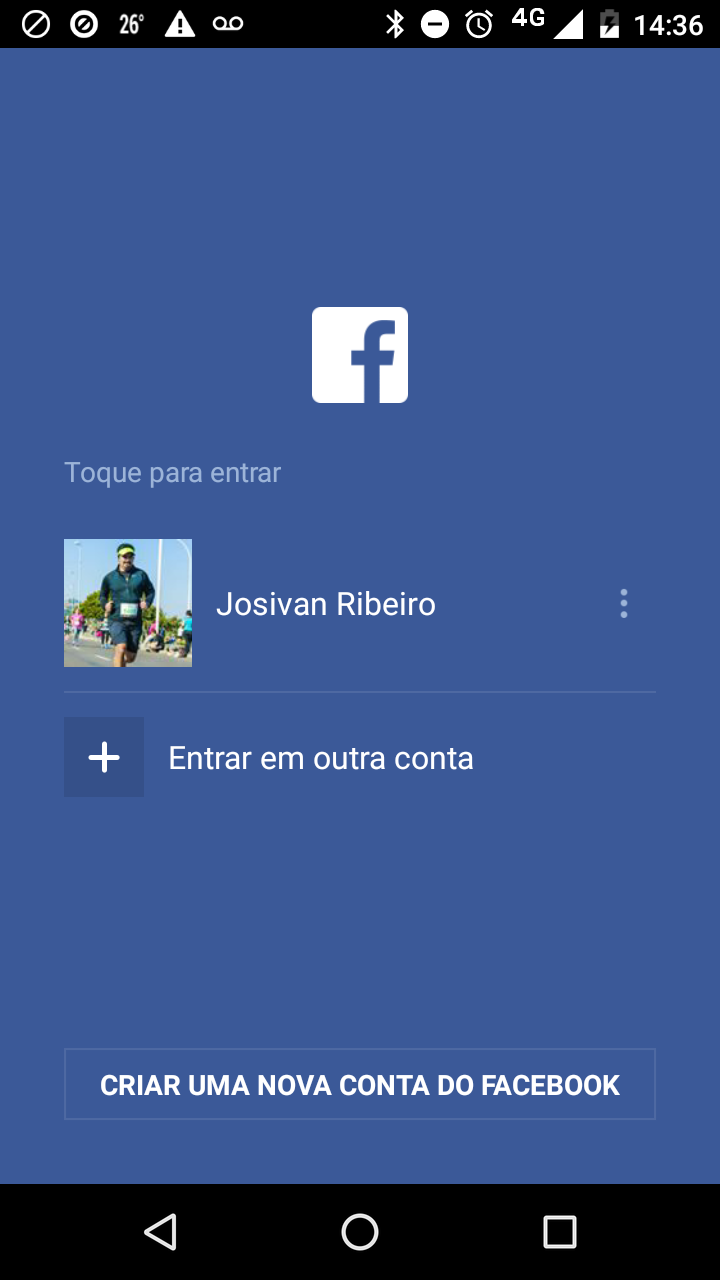 26° 4G 14:36
Toque para entrar
Josivan Ribeiro
Entrar em outra conta
CRIAR UMA NOVA CONTA DO FACEBOOK